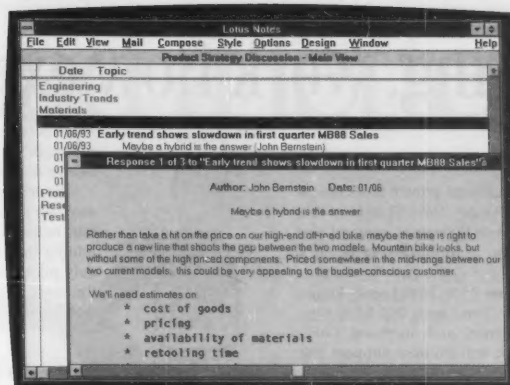 Lotus Notes
File Edit View Mail Compose Style Options Design Window Help
Product Strategy Discussion - Main View
Date Topic
Engineering
Industry Trends
Materials
01/06/93 Early trend shows slowdown in first quarter MB88 Sales
01/06/93 Maybe a hybrid is the answer (John Bernstein)
01
01
01
Prom
Rese
Test
Response 1 of 3 to "Early trend shows slowdown in first quarter MB88 Sales"
Author: John Bernstein Date: 01/06
Maybe a hybrid is the answer
Rather than take a hit on the price on our high-end off-road bike, maybe the time is right to
produce a new line that shoots the gap between the two models. Mountain bike looks, but
without some of the high priced components. Priced somewhere in the mid-range between our
two current models, this could be very appealing to the budget-conscious customer.
We'll need estimates on
* cost of goods
* pricing
* availability of materials
* retooling time